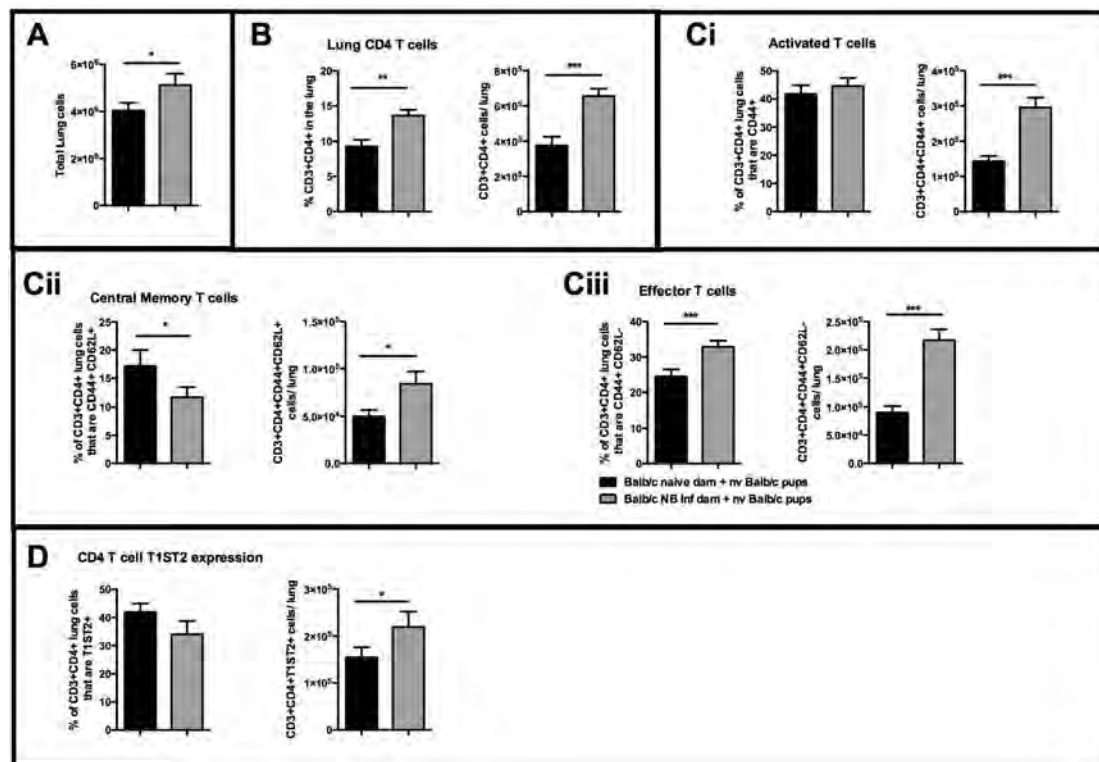 A
*
Total Lung cells
6×10⁶
4×10⁶
2×10⁶
0
B
Lung CD4 T cells
**
% CD3+CD4+ in the lung
20
15
10
5
0
***
CD3+CD4+ cells/ lung
8×10⁵
6×10⁵
4×10⁵
2×10⁵
0
Ci
Activated T cells
% of CD3+CD4+ lung cells
that are CD44+
50
40
30
20
10
0
***
CD3+CD4+CD44+ cells/ lung
4×10⁵
3×10⁵
2×10⁵
1×10⁵
0
Cii
Central Memory T cells
*
% of CD3+CD4+ lung cells
that are CD44+ CD62L+
25
20
15
10
5
0
*
CD3+CD4+CD44+CD62L+
cells/ lung
1.5×10⁵
1.0×10⁵
5.0×10⁴
0.0
Ciii
Effector T cells
***
% of CD3+CD4+ lung cells
that are CD44+ CD62L-
40
30
20
10
0
***
CD3+CD4+CD44+CD62L-
cells/ lung
2.5×10⁵
2.0×10⁵
1.5×10⁵
1.0×10⁵
5.0×10⁴
0.0
Balb/c naive dam + nv Balb/c pups
Balb/c NB Inf dam + nv Balb/c pups
D
CD4 T cell T1ST2 expression
% of CD3+CD4+ lung cells
that are T1ST2+
50
40
30
20
10
0
*
CD3+CD4+T1ST2+ cells/ lung
3×10⁵
2×10⁵
1×10⁵
0